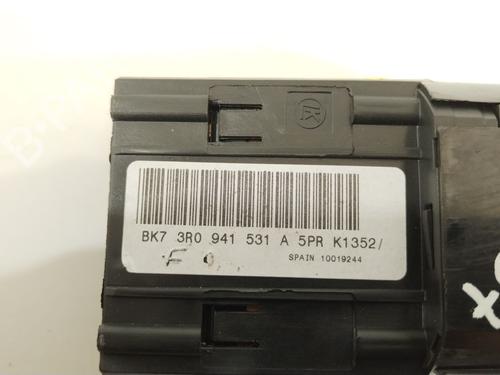 BK7 3R0 941 531 A 5PR K1352/
F
SPAIN 10019244